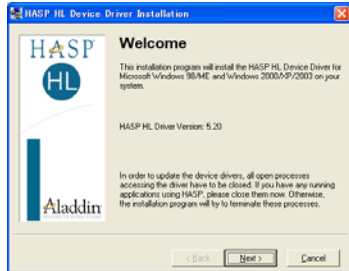 HASP HL Device Driver Installation
HASP
HL
Aladdin
Welcome
This installation program will install the HASP HL Device Driver for
Microsoft Windows 98/ME and Windows 2000/XP/2003 on your
system.
HASP HL Driver Version: 5.20
In order to update the device drivers, all open processes
accessing the driver have to be closed. If you have any running
applications using HASP, please close them now. Otherwise,
the installation program will try to terminate these processes.
< Back
Next >
Cancel